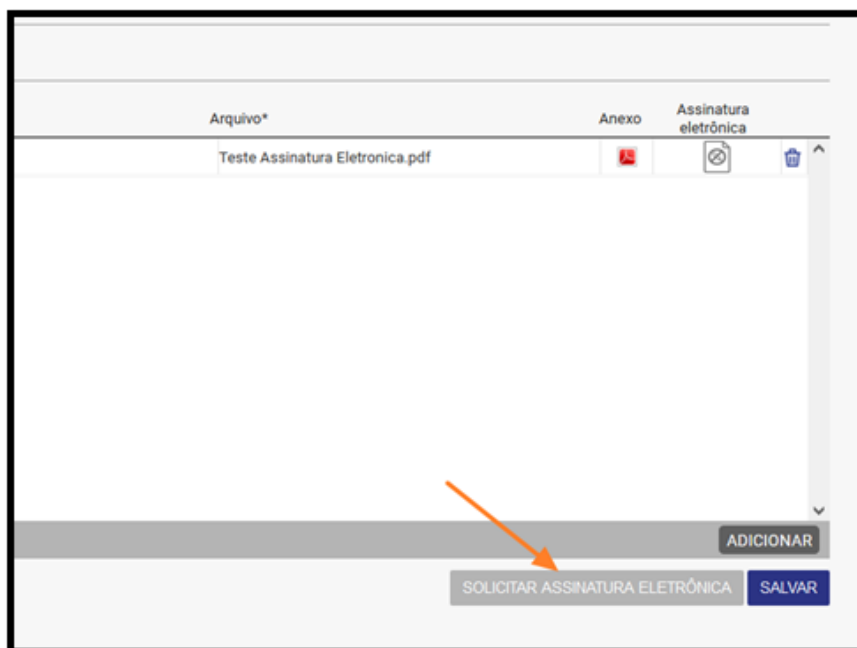 Arquivo*
Anexo
Assinatura
eletrônica
Teste Assinatura Eletronica.pdf
ADICIONAR
SOLICITAR ASSINATURA ELETRÔNICA
SALVAR